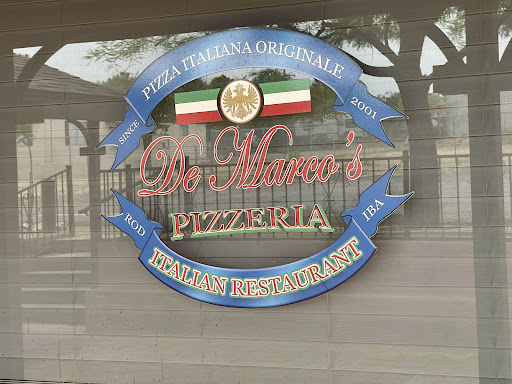 PIZZA ITALIANA ORIGINALE
SINCE 2001
De Marco's
PIZZERIA
ROD IBA
ITALIAN RESTAURANT